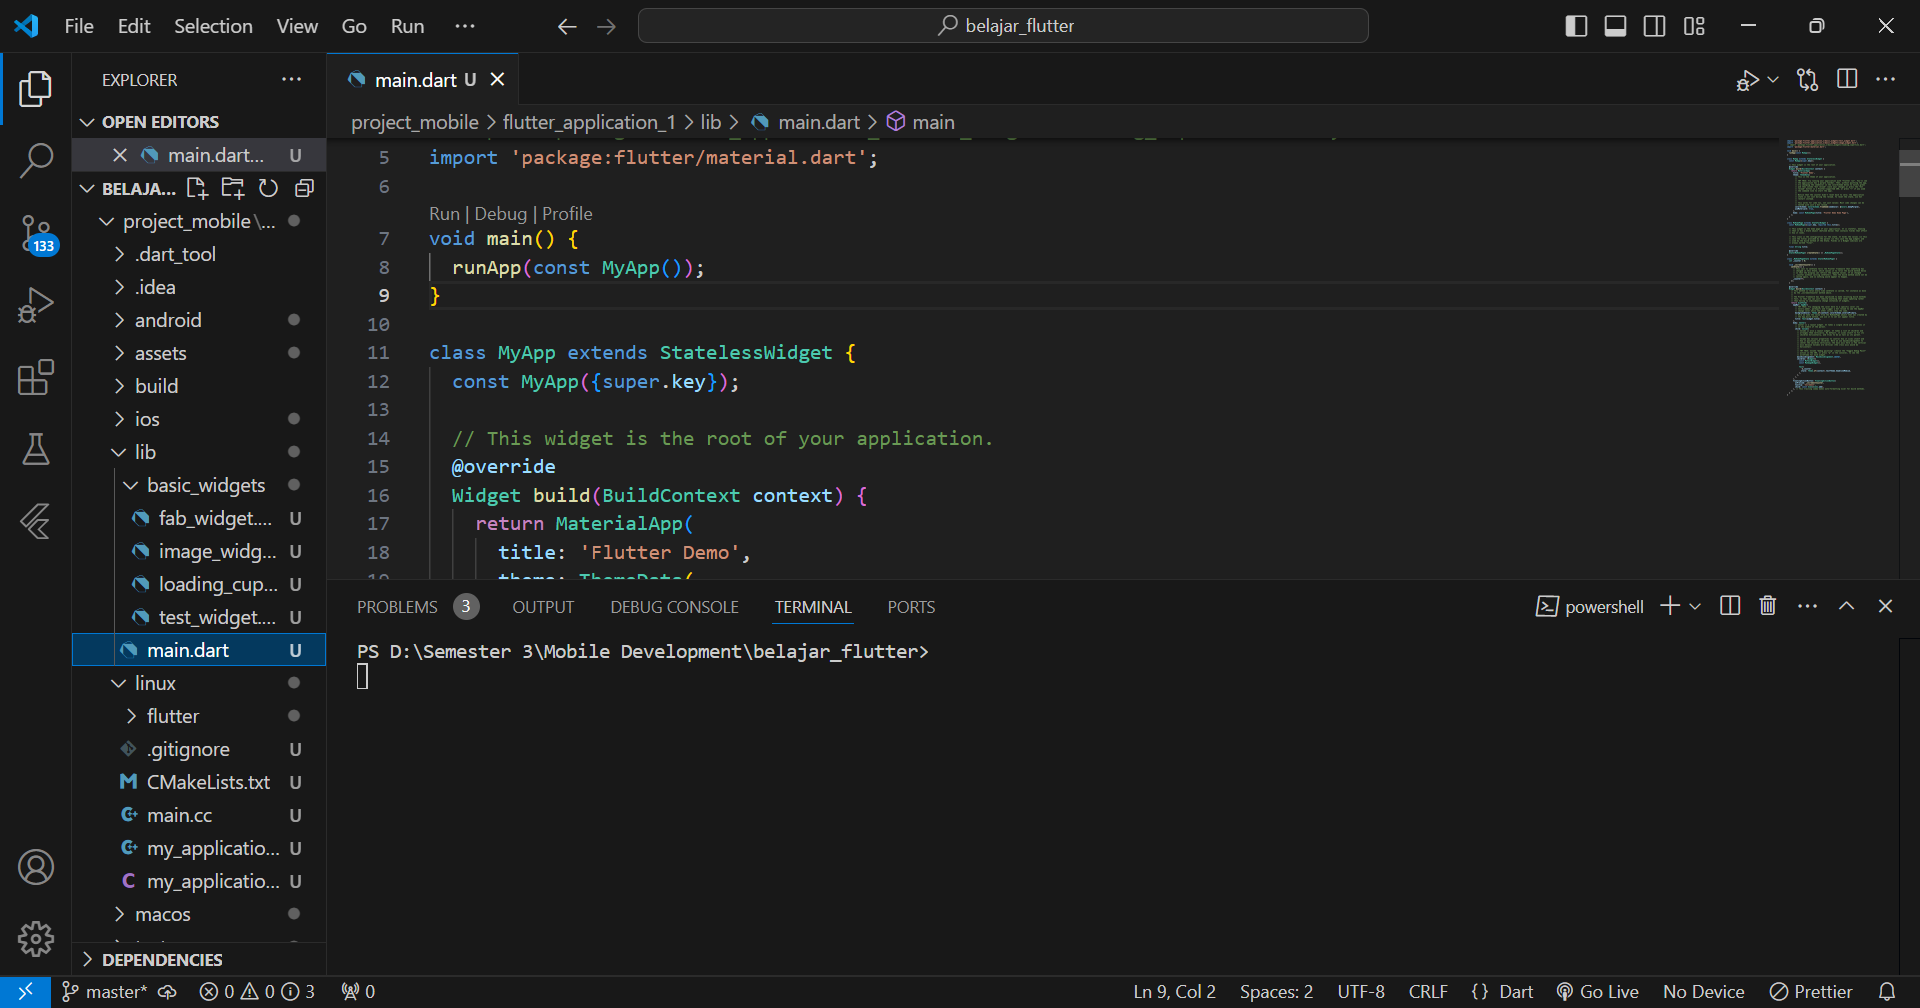 File Edit Selection View Go Run ··· belajar_flutter
EXPLORER
OPEN EDITORS
main.dart... U
BELAJA...
project_mobile\...
.dart_tool
.idea
android
assets
build
ios
lib
basic_widgets
fab_widget.... U
image_widg... U
loading_cup... U
test_widget.... U
main.dart U
linux
flutter
.gitignore U
CMakeLists.txt U
main.cc U
my_applicatio... U
my_applicatio... U
macos
DEPENDENCIES
133
main.dart U
project_mobile > flutter_application_1 > lib > main.dart > main
5 import 'package:flutter/material.dart';
6
Run | Debug | Profile
7 void main() {
8 runApp(const MyApp());
9 }
10
11 class MyApp extends StatelessWidget {
12 const MyApp({super.key});
13
14 // This widget is the root of your application.
15 @override
16 Widget build(BuildContext context) {
17 return MaterialApp(
18 title: 'Flutter Demo',
19 theme: ThemeData(
PROBLEMS 3 OUTPUT DEBUG CONSOLE TERMINAL PORTS powershell
PS D:\Semester 3\Mobile Development\belajar_flutter>
master* 0 0 3 0 Ln 9, Col 2 Spaces: 2 UTF-8 CRLF {} Dart Go Live No Device Prettier